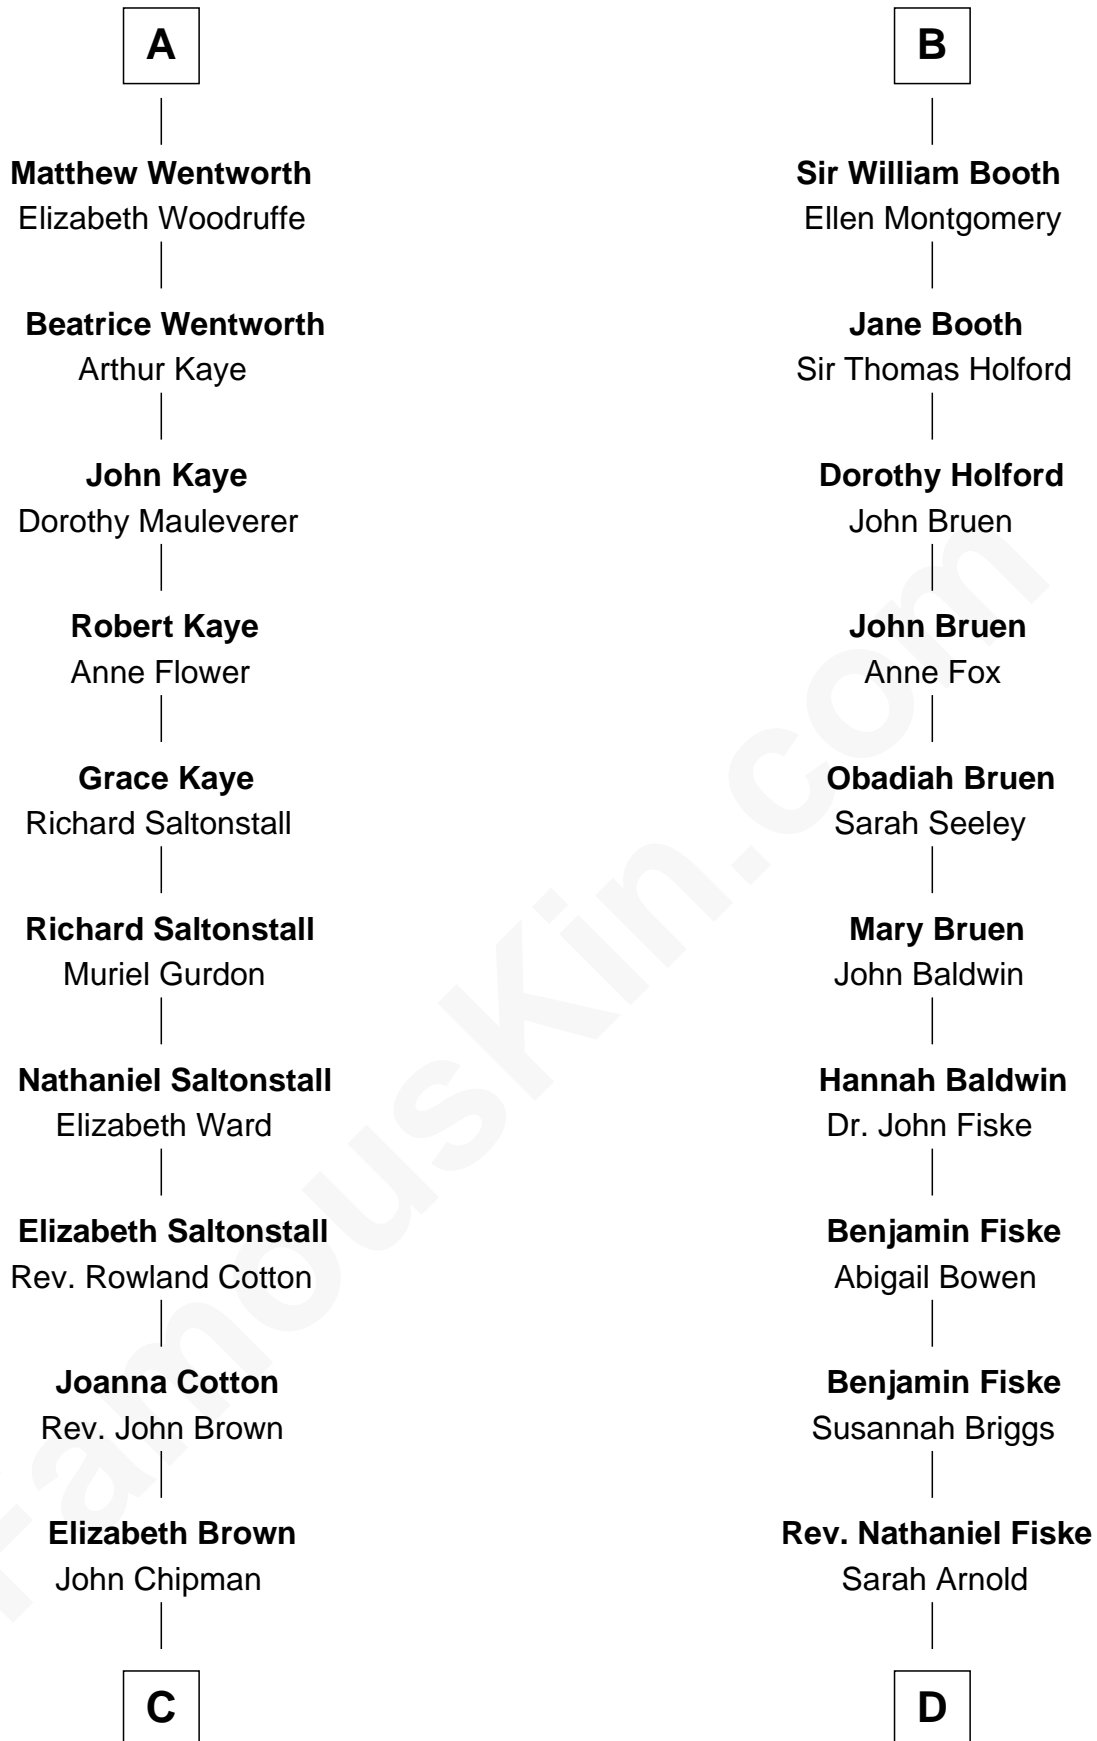 A
Matthew Wentworth
Elizabeth Woodruffe
Beatrice Wentworth
Arthur Kaye
John Kaye
Dorothy Mauleverer
Robert Kaye
Anne Flower
Grace Kaye
Richard Saltonstall
Richard Saltonstall
Muriel Gurdon
Nathaniel Saltonstall
Elizabeth Ward
Elizabeth Saltonstall
Rev. Rowland Cotton
Joanna Cotton
Rev. John Brown
Elizabeth Brown
John Chipman
C
B
Sir William Booth
Ellen Montgomery
Jane Booth
Sir Thomas Holford
Dorothy Holford
John Bruen
John Bruen
Anne Fox
Obadiah Bruen
Sarah Seeley
Mary Bruen
John Baldwin
Hannah Baldwin
Dr. John Fiske
Benjamin Fiske
Abigail Bowen
Benjamin Fiske
Susannah Briggs
Rev. Nathaniel Fiske
Sarah Arnold
D
FamousKin.com